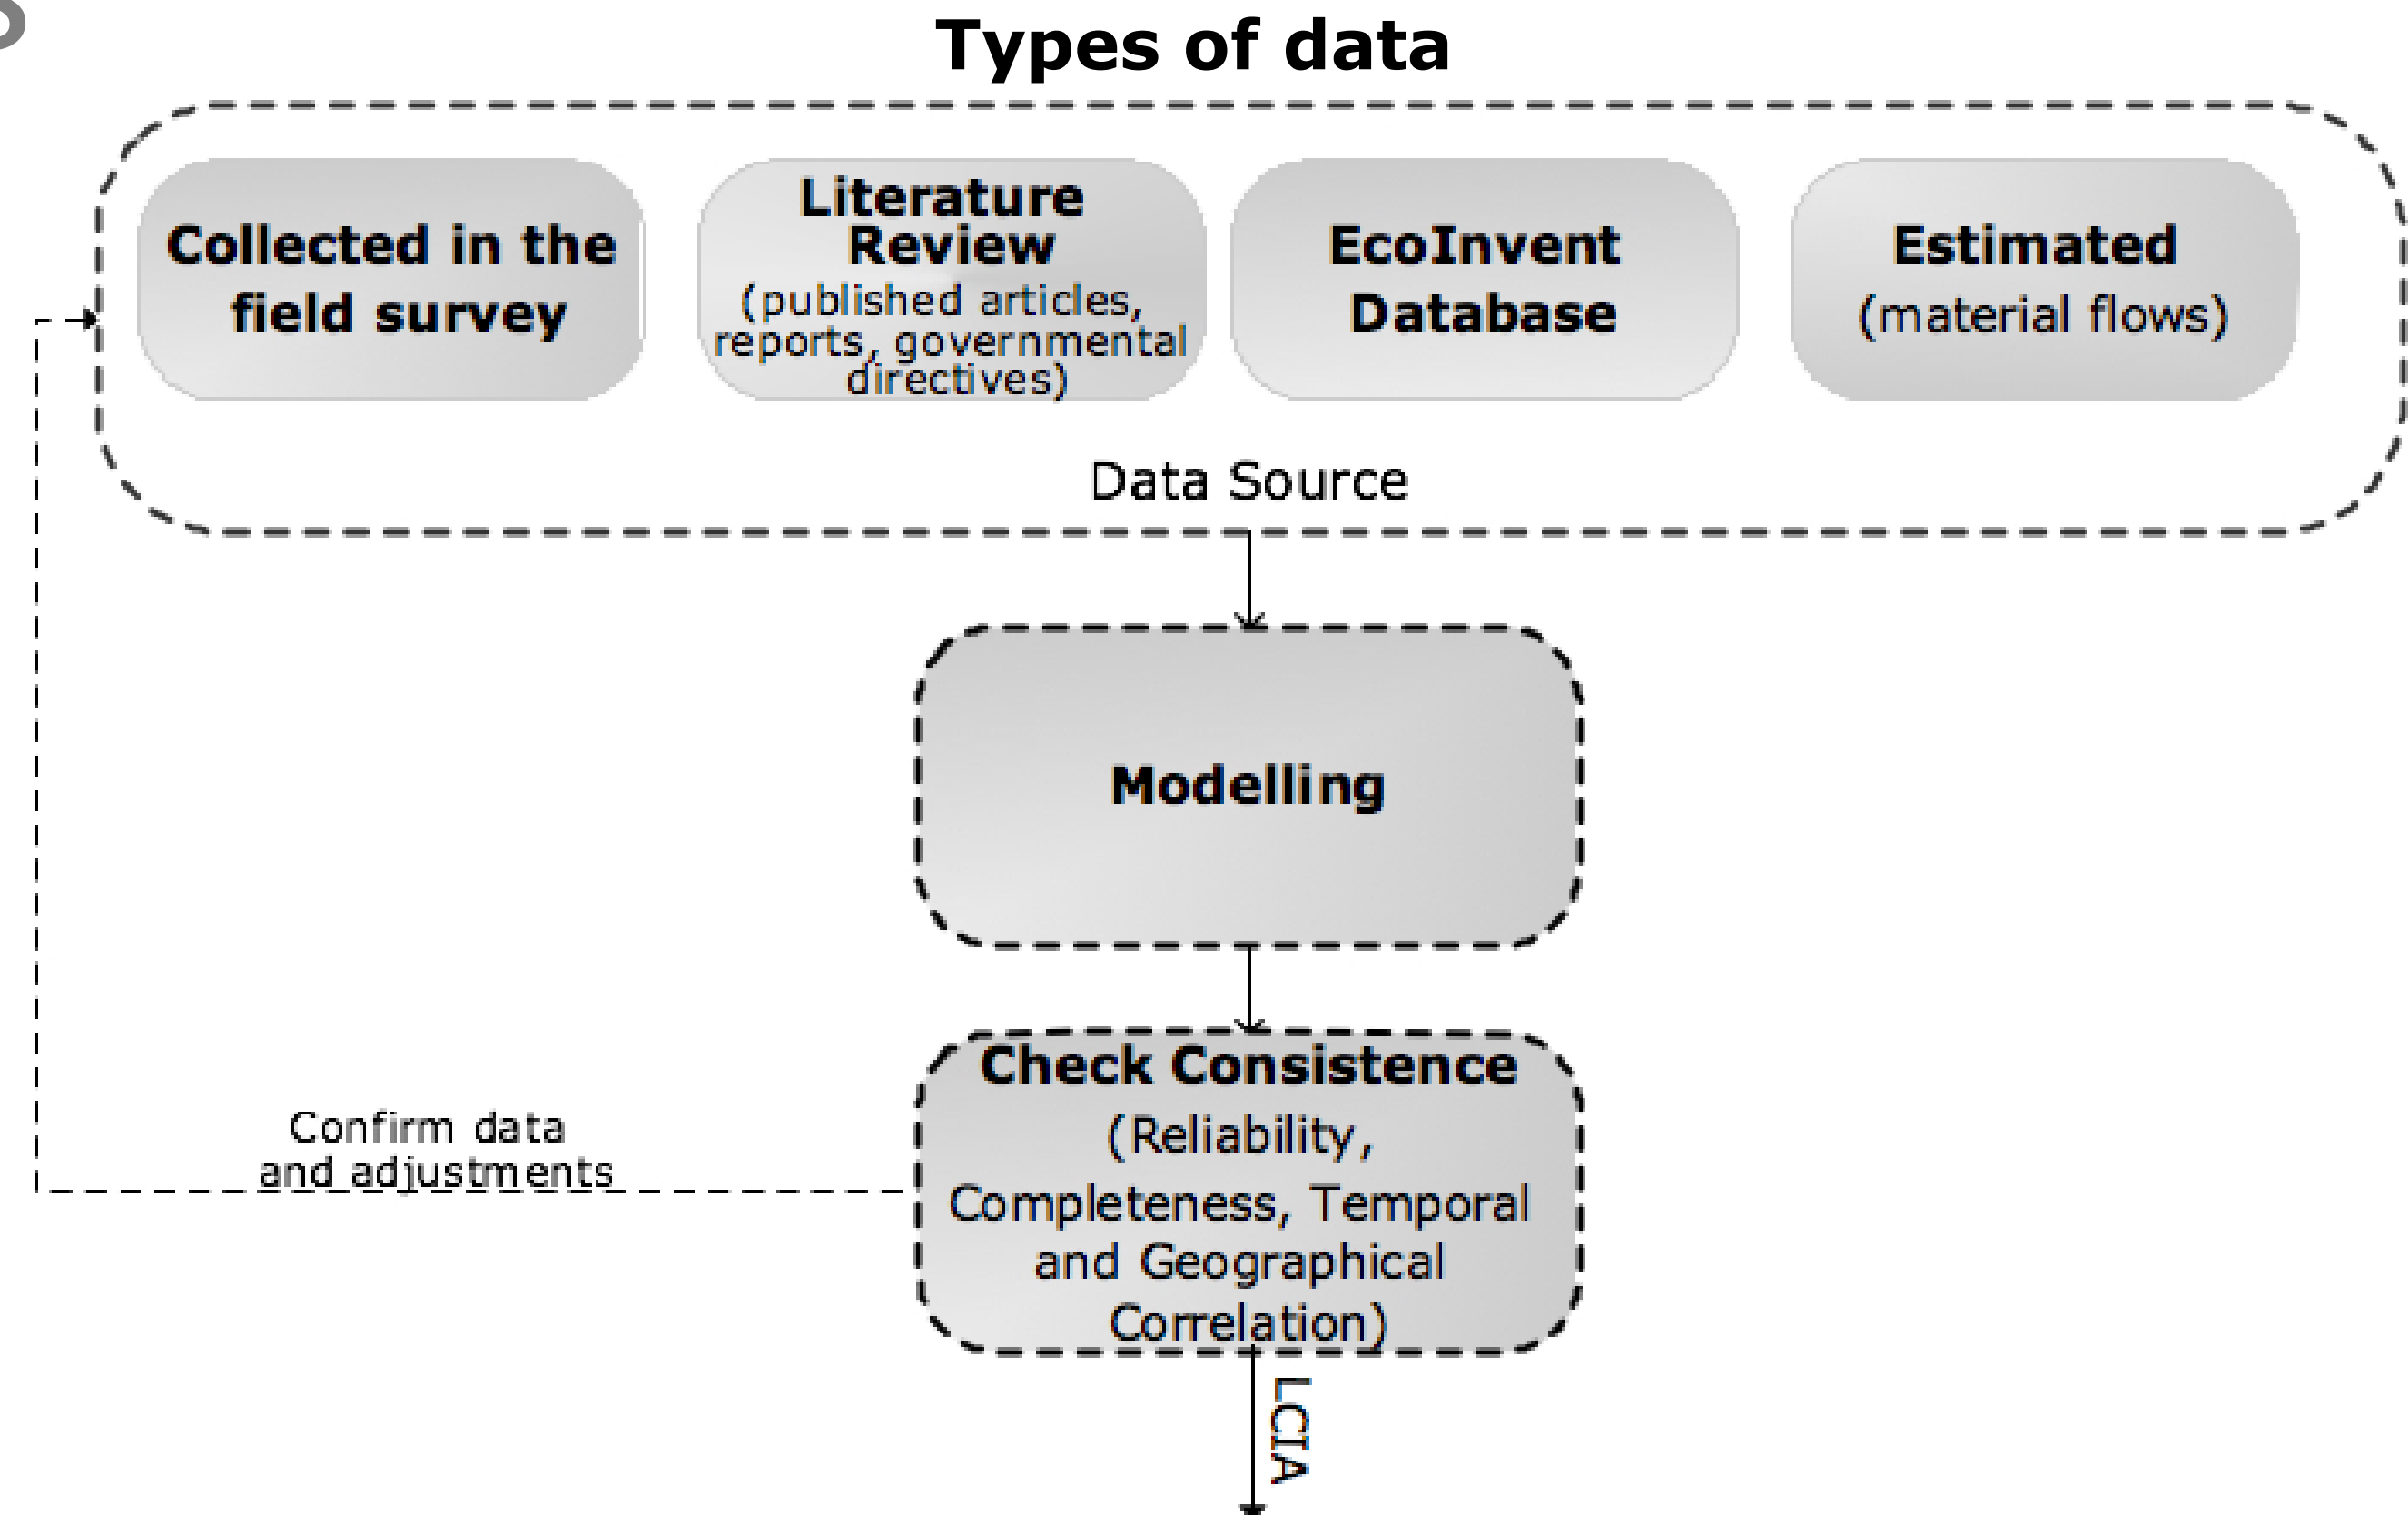 Types of data
Collected in the
field survey
Literature
Review
(published articles,
reports, governmental
directives)
EcoInvent
Database
Estimated
(material flows)
Data Source
Modelling
Check Consistence
(Reliability,
Completeness, Temporal
and Geographical
Correlation)
Confirm data
and adjustments
LCIA